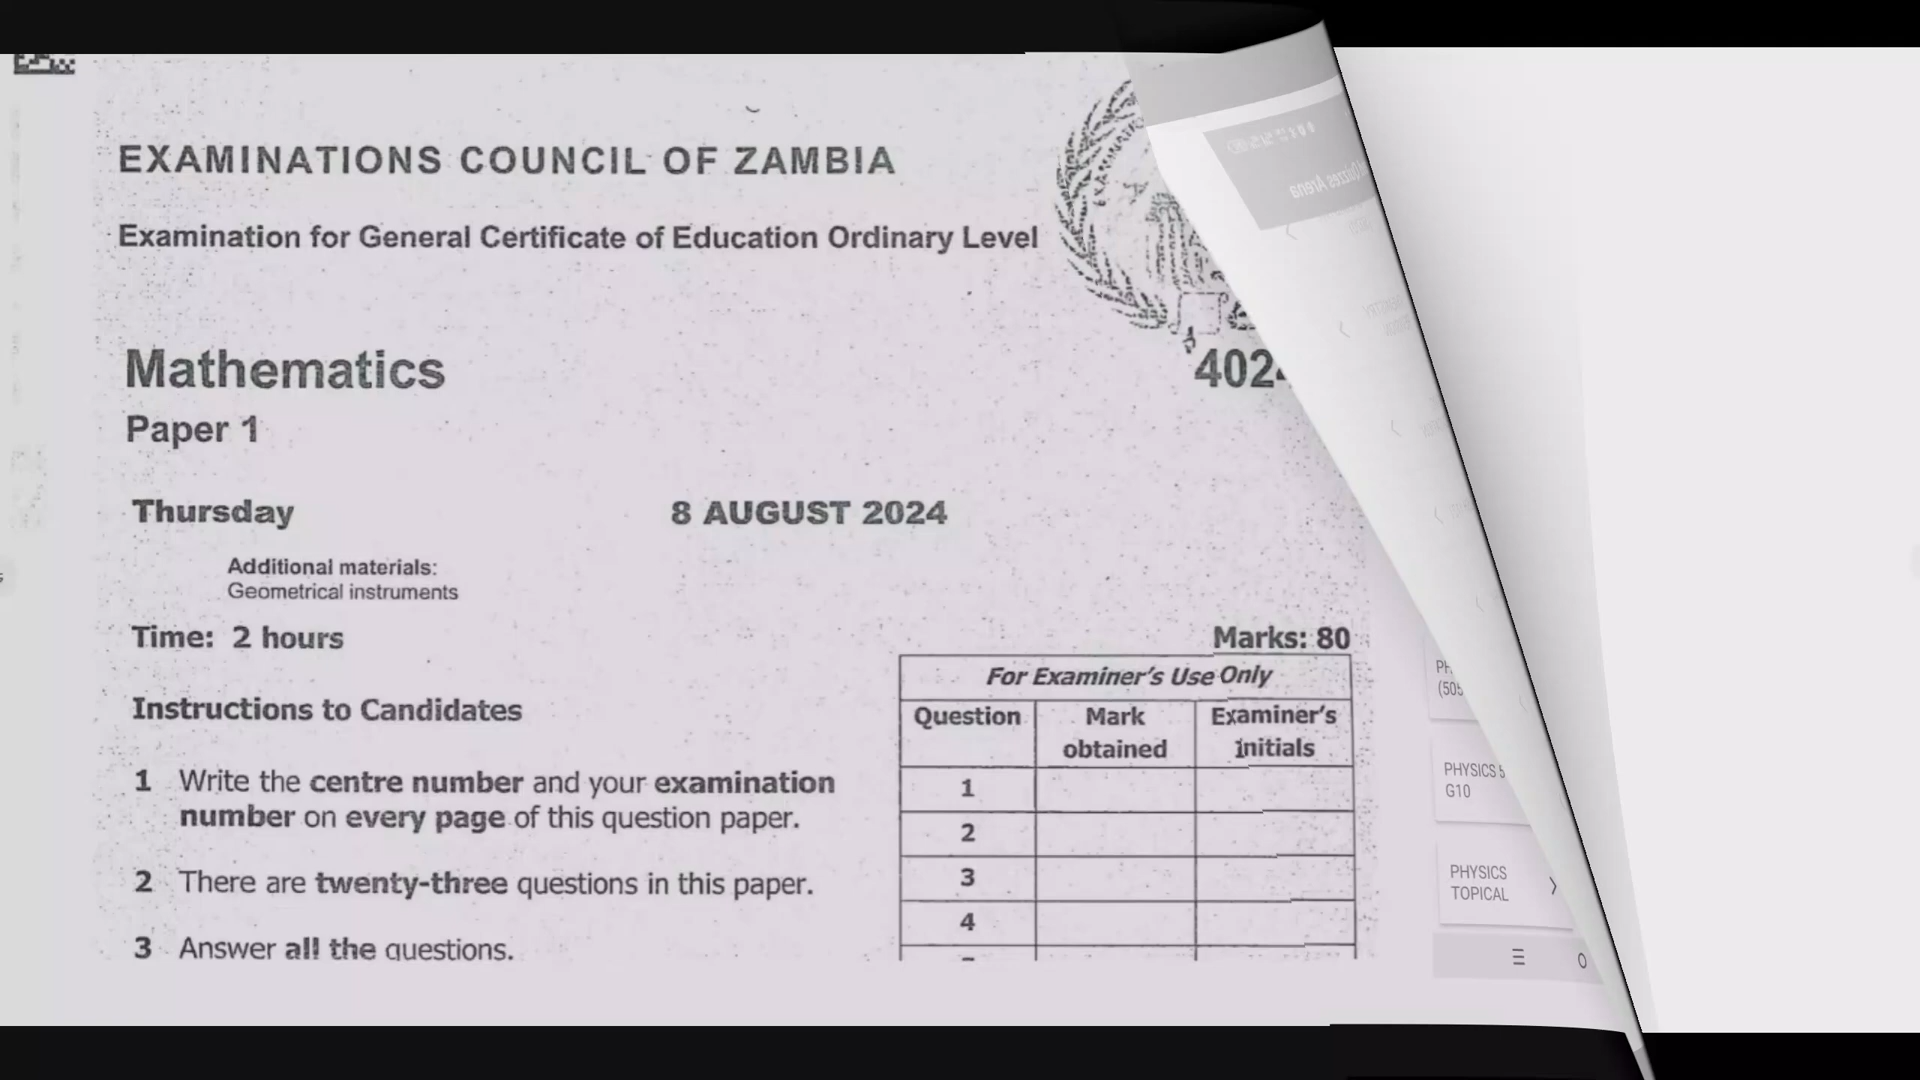 EXAMINATIONS COUNCIL OF ZAMBIA
Examination for General Certificate of Education Ordinary Level
Mathematics
402
Paper 1
Thursday 8 AUGUST 2024
Additional materials:
Geometrical instruments
Time: 2 hours
Marks: 80
Instructions to Candidates
1 Write the centre number and your examination
number on every page of this question paper.
2 There are twenty-three questions in this paper.
3 Answer all the questions.
For Examiner's Use Only
Question Mark Examiner's
obtained initials
1
2
3
4
PHYSICS 5
G10
PHYSICS
TOPICAL
Quizzes Arena